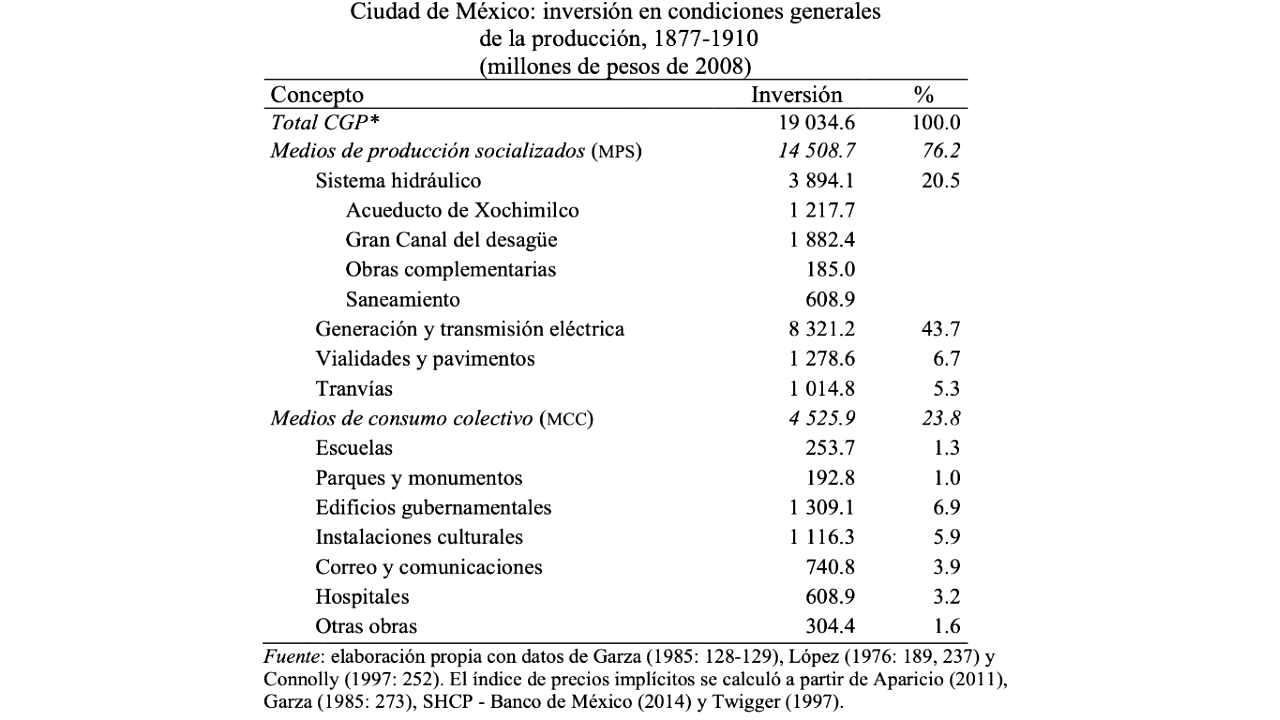 Ciudad de México: inversión en condiciones generales
de la producción, 1877-1910
(millones de pesos de 2008)
Concepto Inversión %
Total CGP* 19 034.6 100.0
Medios de producción socializados (MPS) 14 508.7 76.2
Sistema hidráulico 3 894.1 20.5
Acueducto de Xochimilco 1 217.7
Gran Canal del desagüe 1 882.4
Obras complementarias 185.0
Saneamiento 608.9
Generación y transmisión eléctrica 8 321.2 43.7
Vialidades y pavimentos 1 278.6 6.7
Tranvías 1 014.8 5.3
Medios de consumo colectivo (MCC) 4 525.9 23.8
Escuelas 253.7 1.3
Parques y monumentos 192.8 1.0
Edificios gubernamentales 1 309.1 6.9
Instalaciones culturales 1 116.3 5.9
Correo y comunicaciones 740.8 3.9
Hospitales 608.9 3.2
Otras obras 304.4 1.6
Fuente: elaboración propia con datos de Garza (1985: 128-129), López (1976: 189, 237) y
Connolly (1997: 252). El índice de precios implícitos se calculó a partir de Aparicio (2011),
Garza (1985: 273), SHCP - Banco de México (2014) y Twigger (1997).